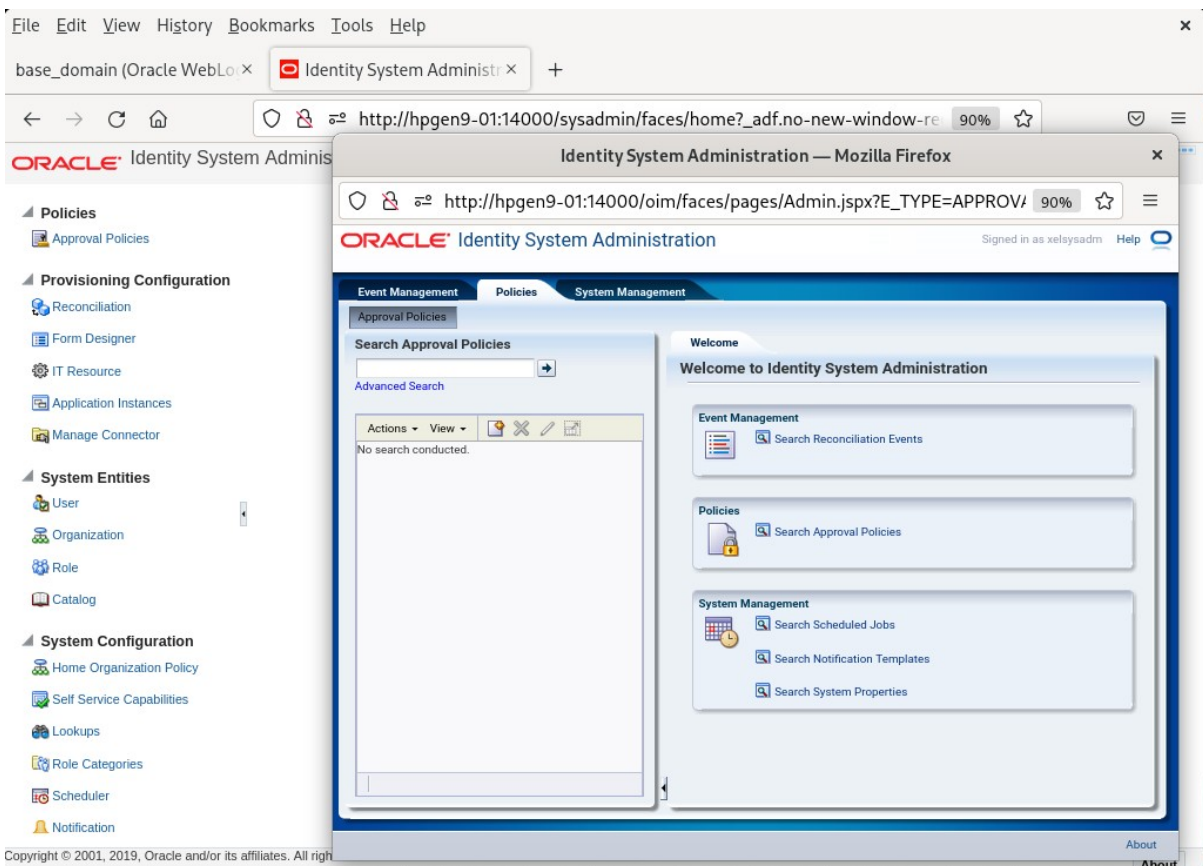 File Edit View History Bookmarks Tools Help
base_domain (Oracle WebLo
Identity System Administr
http://hpgen9-01:14000/sysadmin/faces/home?_adf.no-new-window-re 90%
ORACLE Identity System Adminis
Policies
Approval Policies
Provisioning Configuration
Reconciliation
Form Designer
IT Resource
Application Instances
Manage Connector
System Entities
User
Organization
Role
Catalog
System Configuration
Home Organization Policy
Self Service Capabilities
Lookups
Role Categories
Scheduler
Notification
Copyright © 2001, 2019, Oracle and/or its affiliates. All righ
Identity System Administration — Mozilla Firefox
http://hpgen9-01:14000/oim/faces/pages/Admin.jspx?E_TYPE=APPROVA 90%
ORACLE Identity System Administration
Signed in as xelsysadm Help
Event Management Policies System Management
Approval Policies
Search Approval Policies
Advanced Search
Actions View
No search conducted.
Welcome
Welcome to Identity System Administration
Event Management
Search Reconciliation Events
Policies
Search Approval Policies
System Management
Search Scheduled Jobs
Search Notification Templates
Search System Properties
About
About